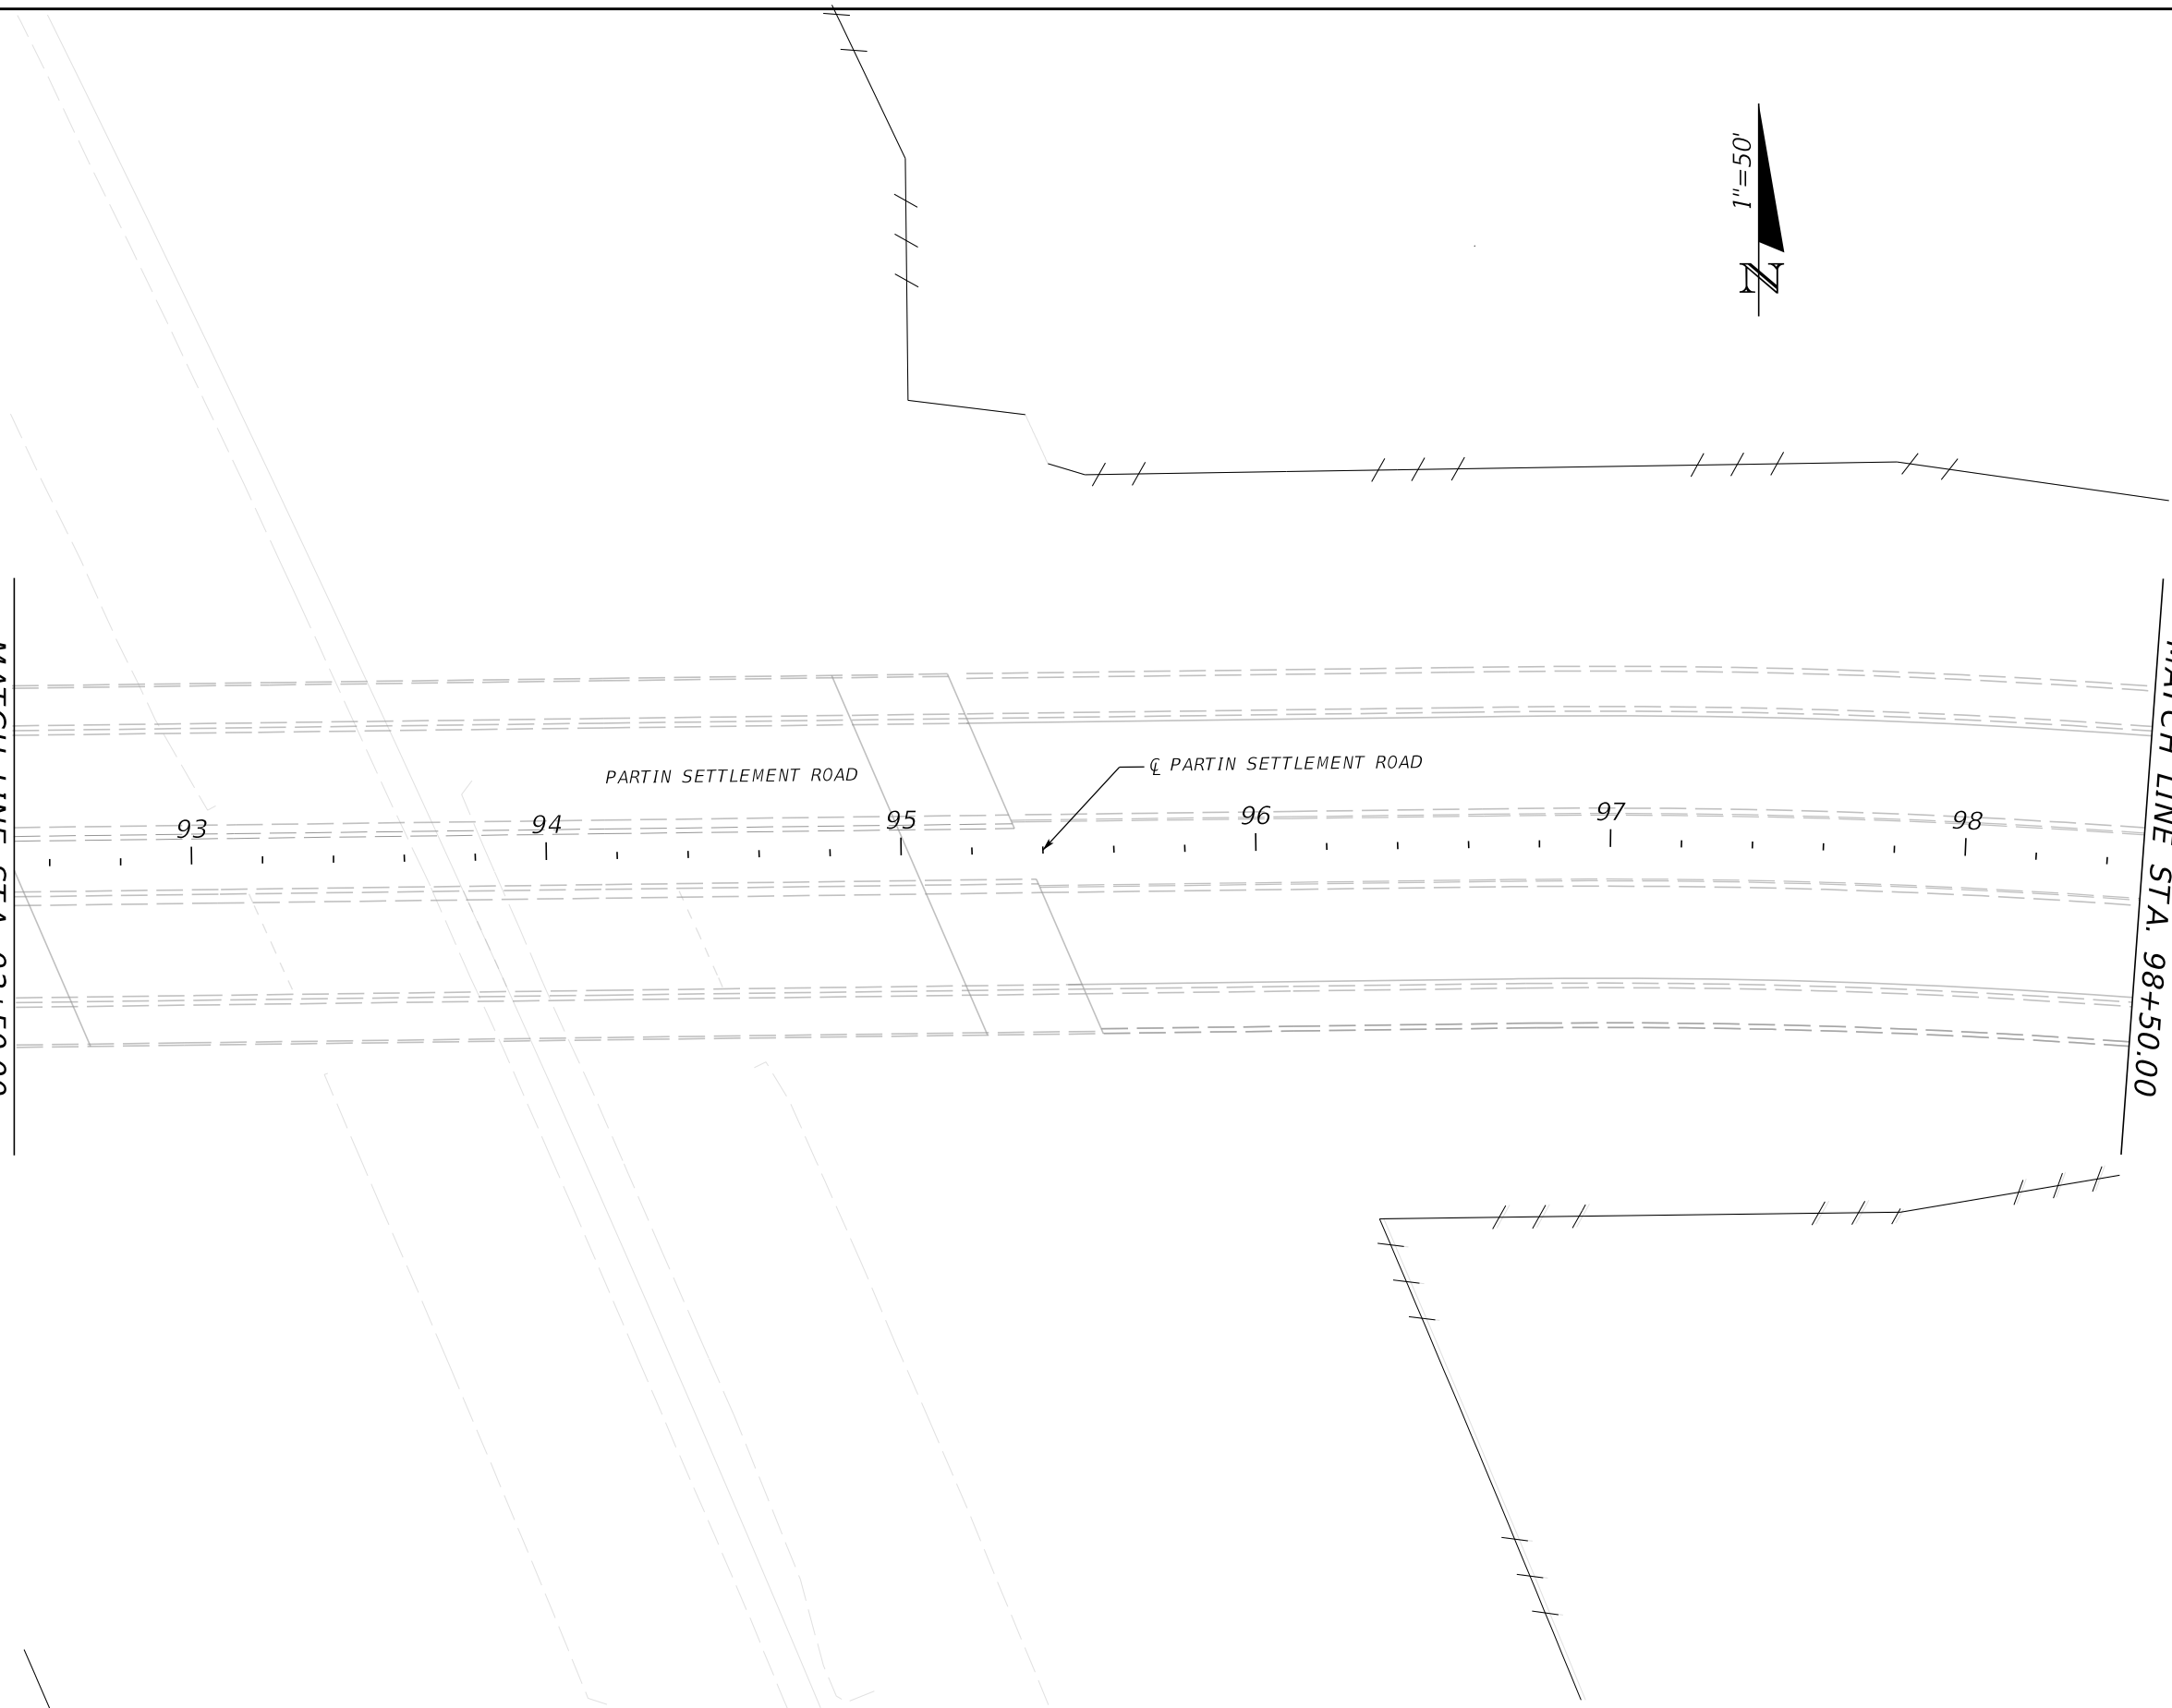 1"=50'
N
PARTIN SETTLEMENT ROAD
℄ PARTIN SETTLEMENT ROAD
93 94 95 96 97 98
MATCH LINE STA. 98+50.00